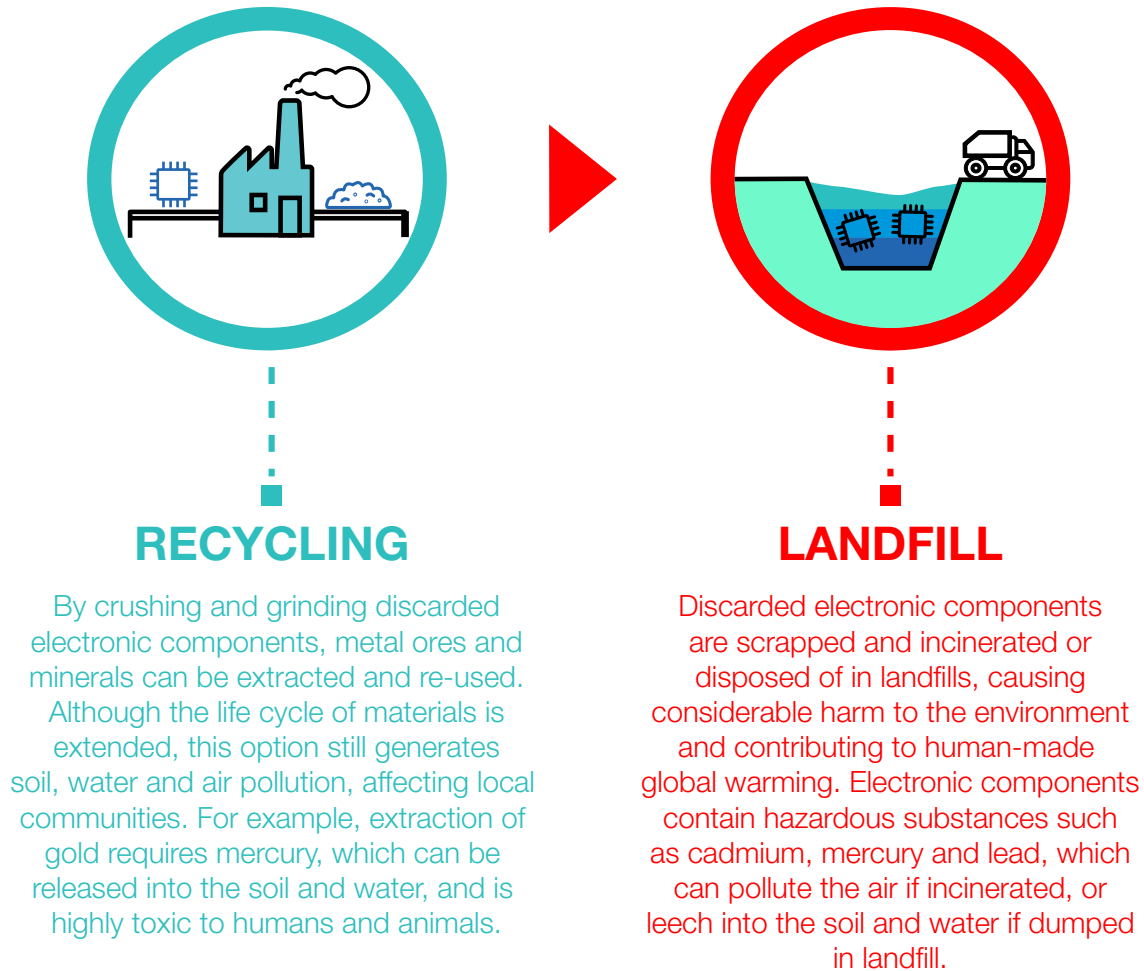 RECYCLING
By crushing and grinding discarded
electronic components, metal ores and
minerals can be extracted and re-used.
Although the life cycle of materials is
extended, this option still generates
soil, water and air pollution, affecting local
communities. For example, extraction of
gold requires mercury, which can be
released into the soil and water, and is
highly toxic to humans and animals.
LANDFILL
Discarded electronic components
are scrapped and incinerated or
disposed of in landfills, causing
considerable harm to the environment
and contributing to human-made
global warming. Electronic components
contain hazardous substances such
as cadmium, mercury and lead, which
can pollute the air if incinerated, or
leech into the soil and water if dumped
in landfill.